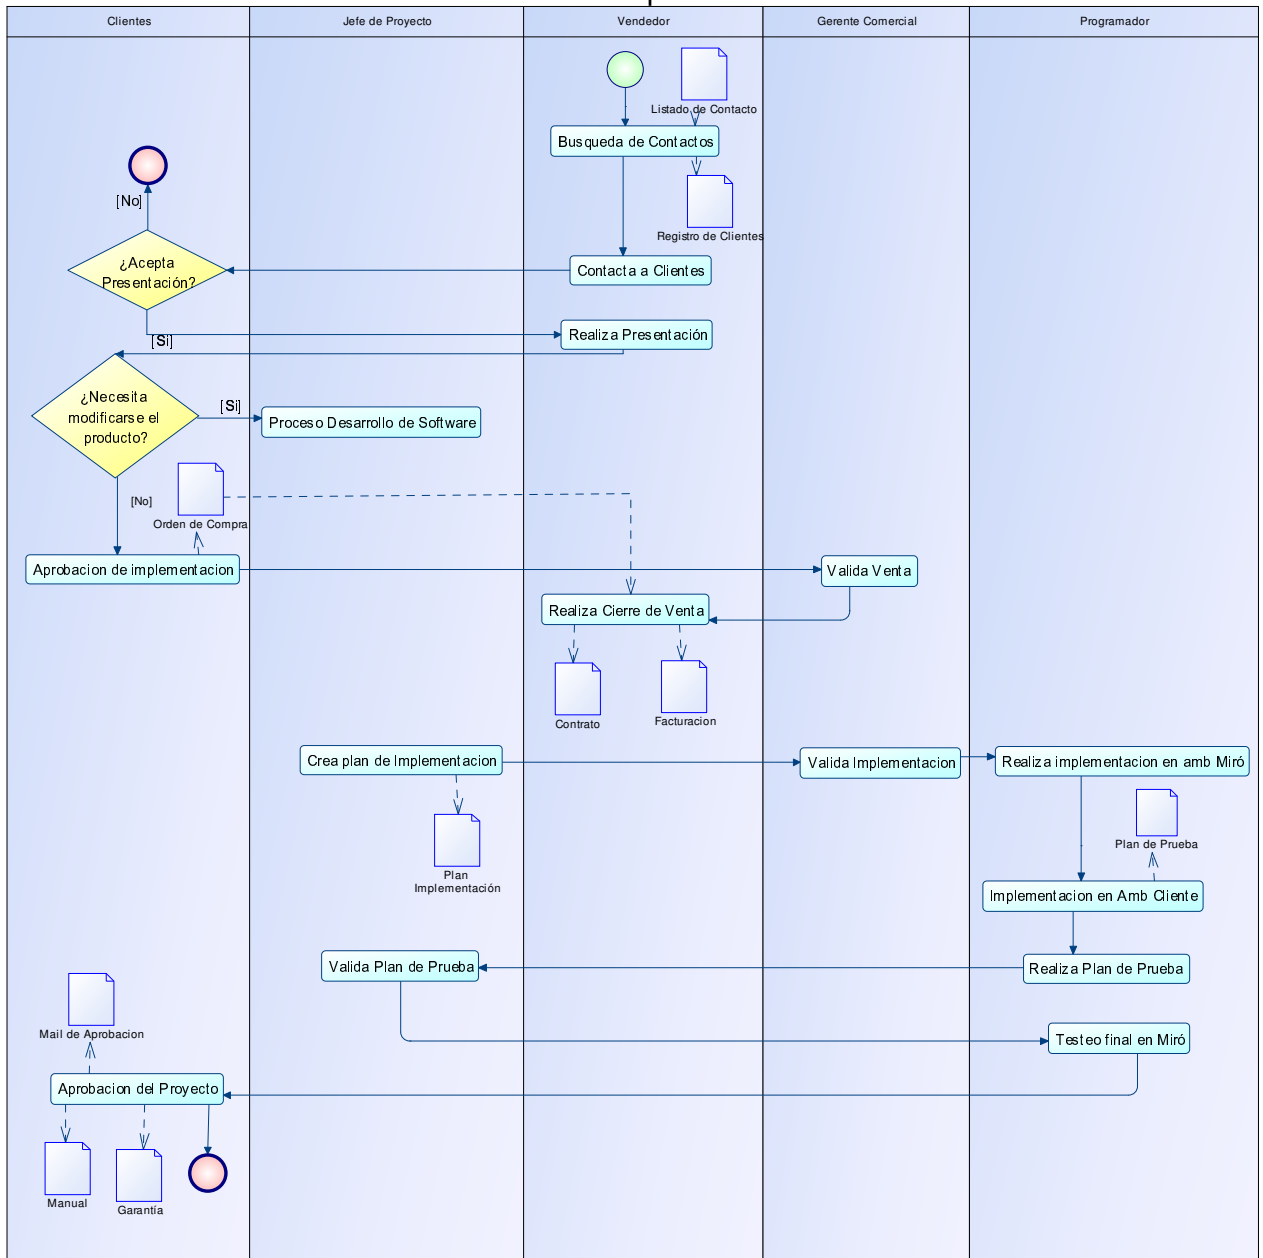 Clientes
Jefe de Proyecto
Vendedor
Gerente Comercial
Programador
Listado de Contacto
Busqueda de Contactos
Registro de Clientes
[No]
¿Acepta
Presentación?
Contacta a Clientes
Realiza Presentación
[Si]
¿Necesita
modificarse el
producto?
[Si]
Proceso Desarrollo de Software
[No]
Orden de Compra
Aprobacion de implementacion
Valida Venta
Realiza Cierre de Venta
Contrato
Facturacion
Crea plan de Implementacion
Valida Implementacion
Realiza implementacion en amb Miró
Plan
Implementación
Plan de Prueba
Implementacion en Amb Cliente
Valida Plan de Prueba
Realiza Plan de Prueba
Mail de Aprobacion
Testeo final en Miró
Aprobacion del Proyecto
Manual
Garantía